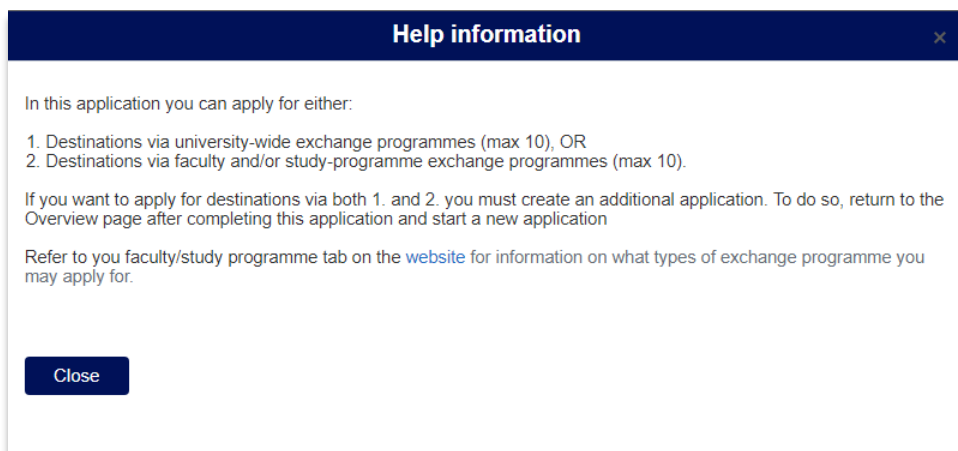 Help information
×
In this application you can apply for either:
1. Destinations via university-wide exchange programmes (max 10), OR
2. Destinations via faculty and/or study-programme exchange programmes (max 10).
If you want to apply for destinations via both 1. and 2. you must create an additional application. To do so, return to the
Overview page after completing this application and start a new application
Refer to you faculty/study programme tab on the website for information on what types of exchange programme you
may apply for.
Close